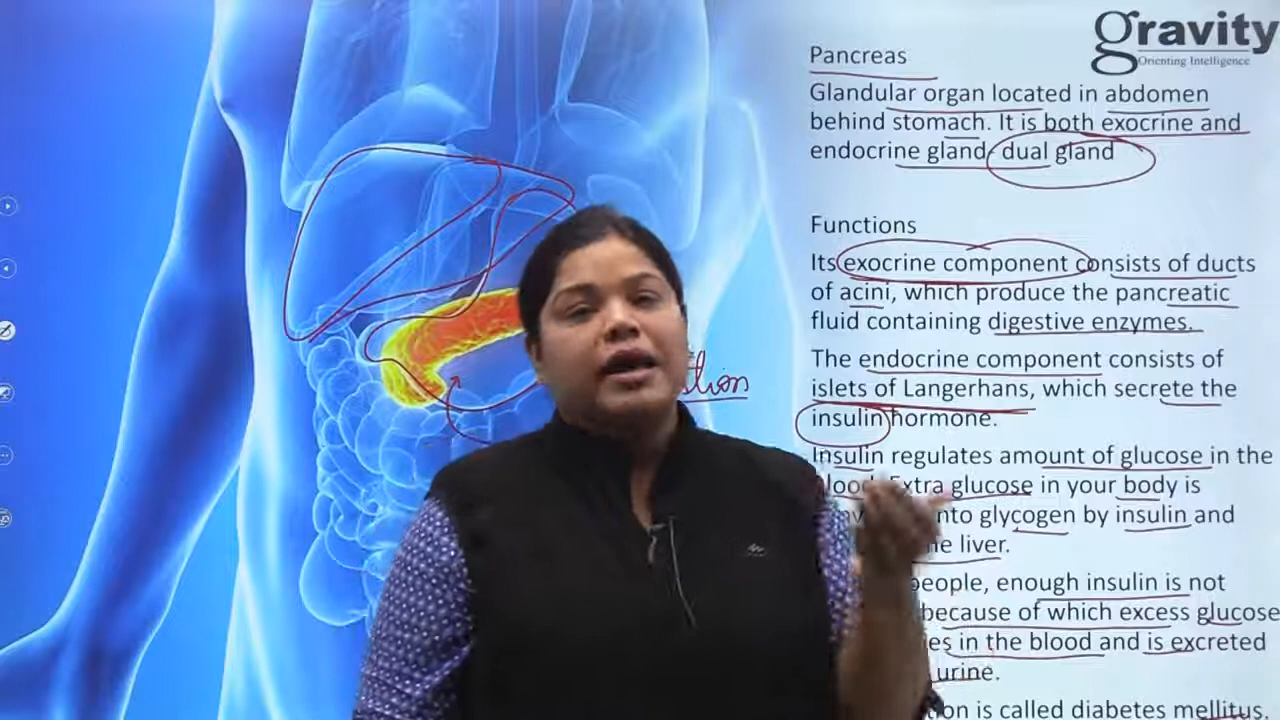 gravity
Orienting Intelligence
Pancreas
Glandular organ located in abdomen
behind stomach. It is both exocrine and
endocrine gland dual gland
Functions
Its exocrine component consists of ducts
of acini, which produce the pancreatic
fluid containing digestive enzymes.
The endocrine component consists of
islets of Langerhans, which secrete the
insulin hormone.
Insulin regulates amount of glucose in the
Extra glucose in your body is
glycogen by insulin and
liver.
people, enough insulin is not
because of which excess glucose
in the blood and is excreted
urine.
is called diabetes mellitus.